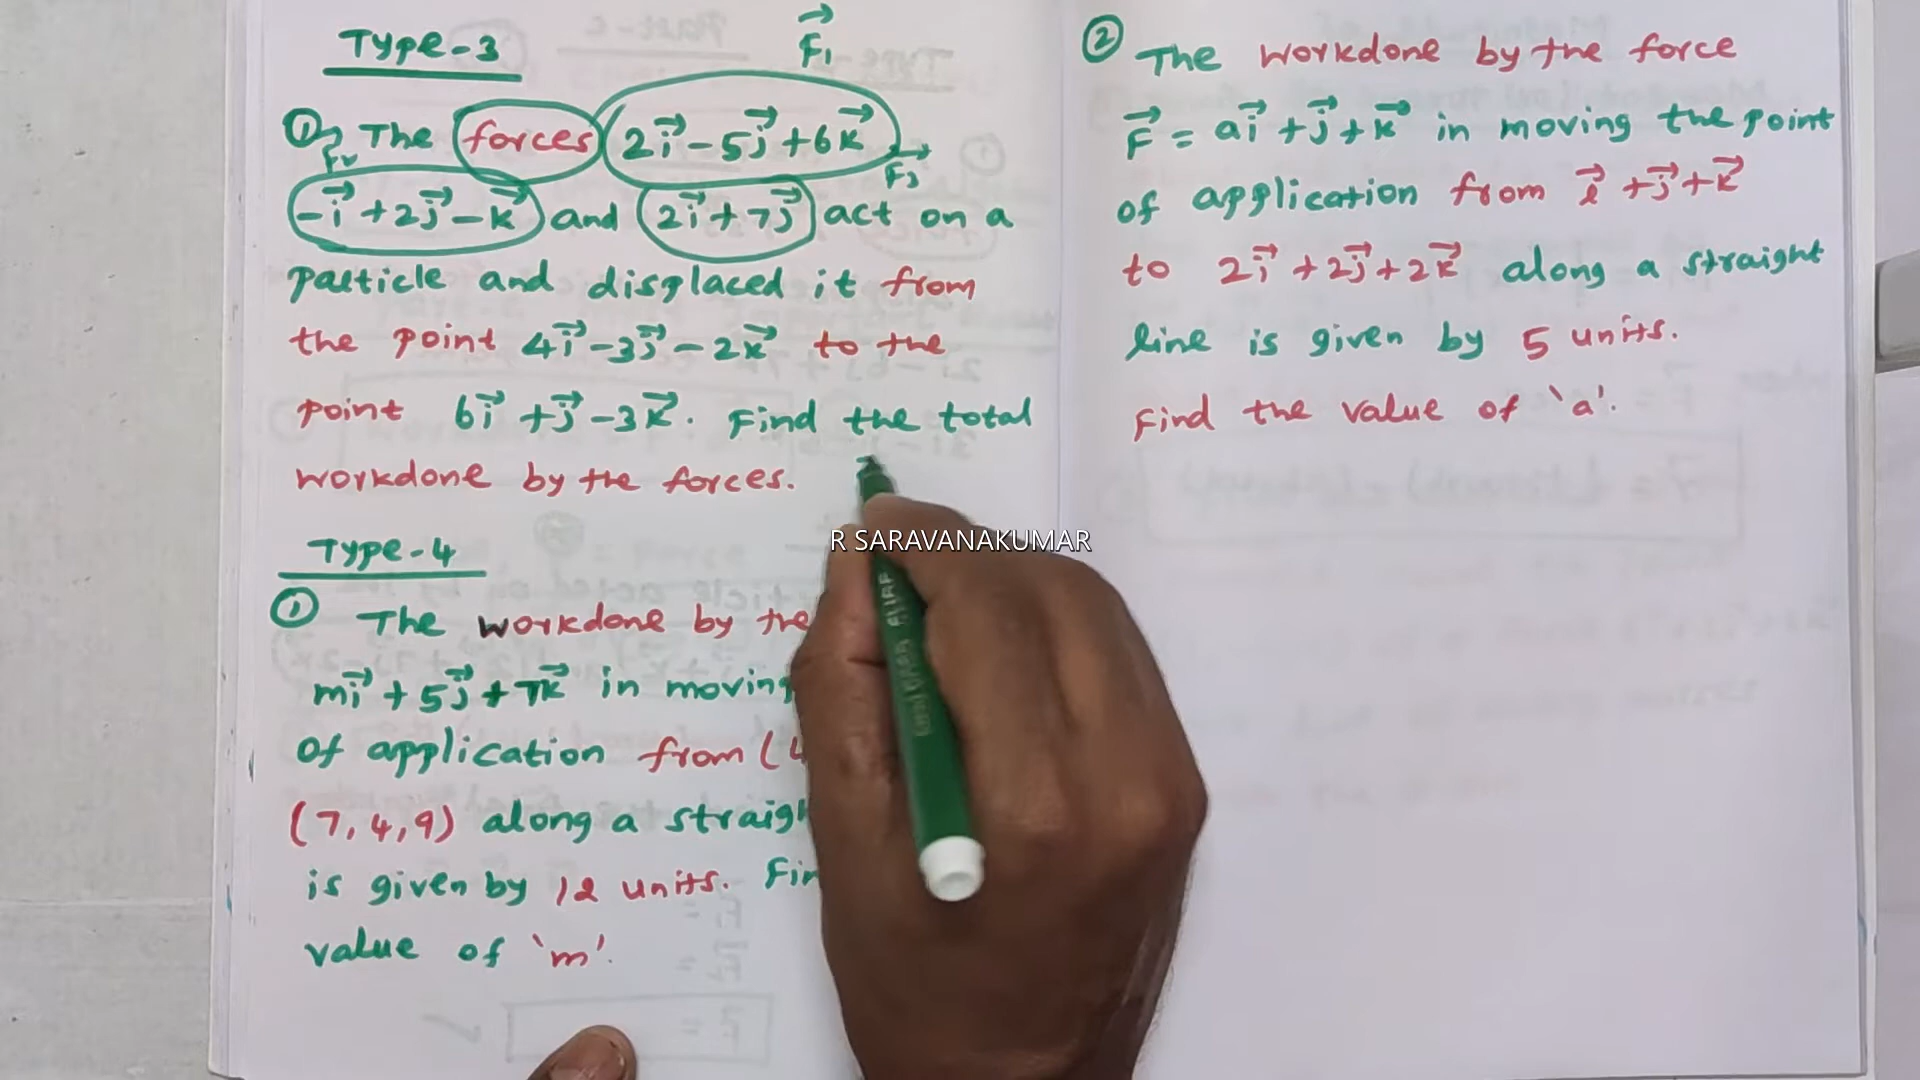 Type-3
F₁
① The forces 2i⃗ - 5j⃗ + 6k⃗
F₂ F₃
-i⃗ + 2j⃗ - k⃗ and 2i⃗ + 7j⃗ act on a
particle and displaced it from
the point 4i⃗ - 3j⃗ - 2k⃗ to the
point 6i⃗ + j⃗ - 3k⃗. Find the total
workdone by the forces.
Type-4
① The workdone by the
mi⃗ + 5j⃗ + 7k⃗ in moving
of application from (4
(7, 4, 9) along a straigh
is given by 12 units. Fin
value of 'm'.
② The workdone by the force
F⃗ = ai⃗ + j⃗ + k⃗ in moving the point
of application from i⃗ + j⃗ + k⃗
to 2i⃗ + 2j⃗ + 2k⃗ along a straight
line is given by 5 units.
Find the value of 'a'.
R SARAVANAKUMAR